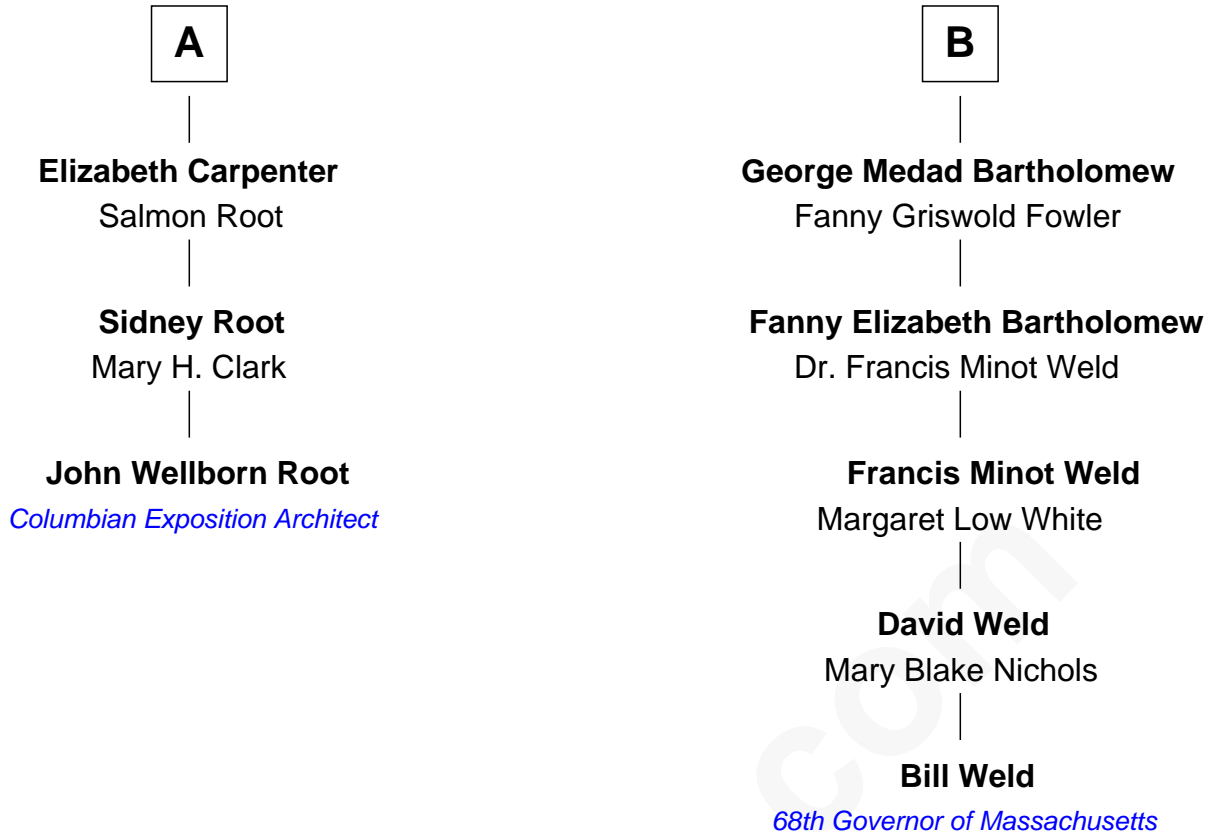 A
Elizabeth Carpenter
Salmon Root
Sidney Root
Mary H. Clark
John Wellborn Root
Columbian Exposition Architect
B
George Medad Bartholomew
Fanny Griswold Fowler
Fanny Elizabeth Bartholomew
Dr. Francis Minot Weld
Francis Minot Weld
Margaret Low White
David Weld
Mary Blake Nichols
Bill Weld
68th Governor of Massachusetts
com